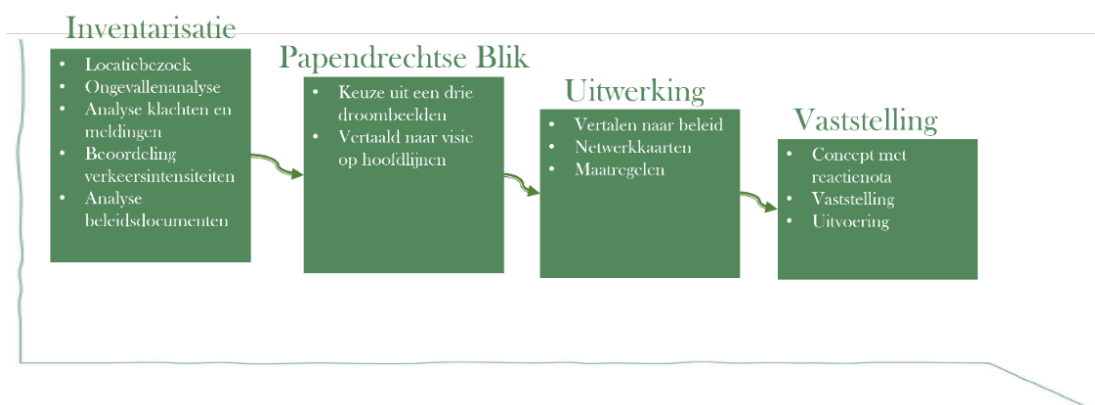 Inventarisatie
• Locatiebezoek
• Ongevallenanalyse
• Analyse klachten en
meldingen
• Beoordeling
verkeersintensiteiten
• Analyse
beleidsdocumenten
Papendrechtse Blik
• Keuze uit een drie
droombeelden
• Vertaald naar visie
op hoofdlijnen
Uitwerking
• Vertalen naar beleid
• Netwerkkaarten
• Maatregelen
Vaststelling
• Concept met
reactienota
• Vaststelling
• Uitvoering